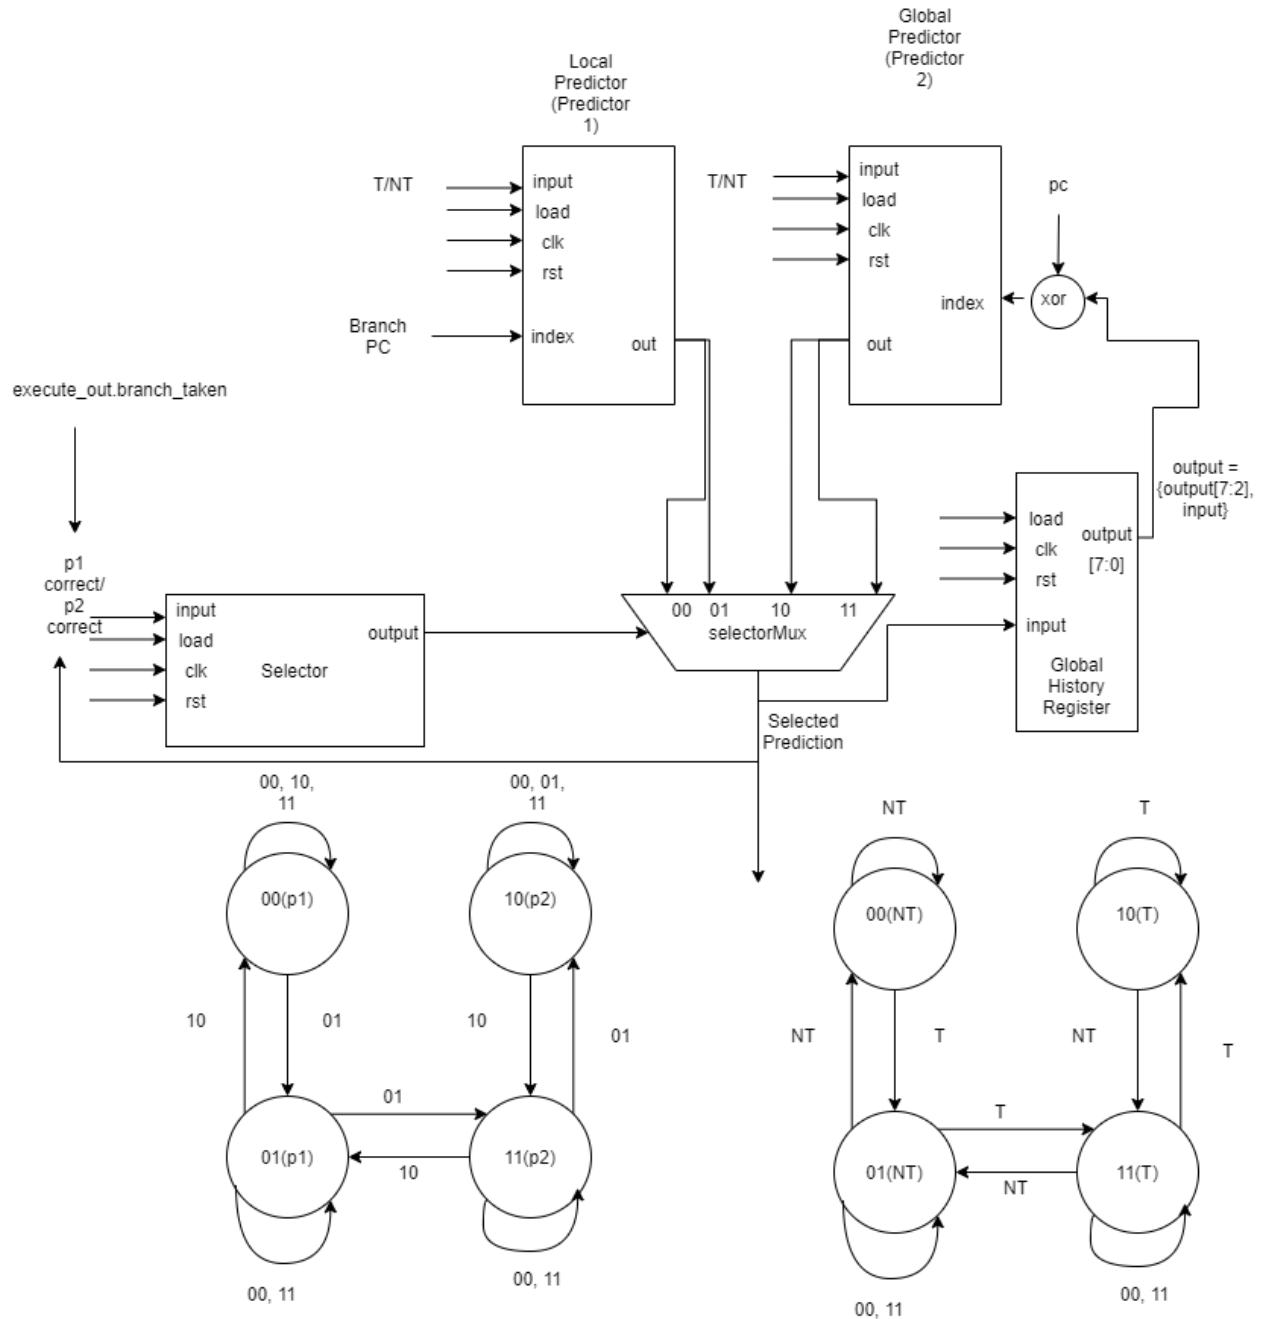 Global
Predictor
(Predictor
2)
Local
Predictor
(Predictor
1)
T/NT
input
load
clk
rst
Branch
PC
index
out
T/NT
input
load
clk
rst
index
out
pc
xor
execute_out.branch_taken
output =
{output[7:2],
input}
load
clk
rst
output
[7:0]
input
Global
History
Register
p1
correct/
p2
correct
input
load
clk
rst
output
Selector
00 01 10 11
selectorMux
Selected
Prediction
00, 10,
11
00, 01,
11
00(p1)
10(p2)
10
01
10
01
01
01(p1)
11(p2)
10
00, 11
00, 11
NT
T
00(NT)
10(T)
NT
T
NT
T
T
01(NT)
11(T)
NT
00, 11
00, 11